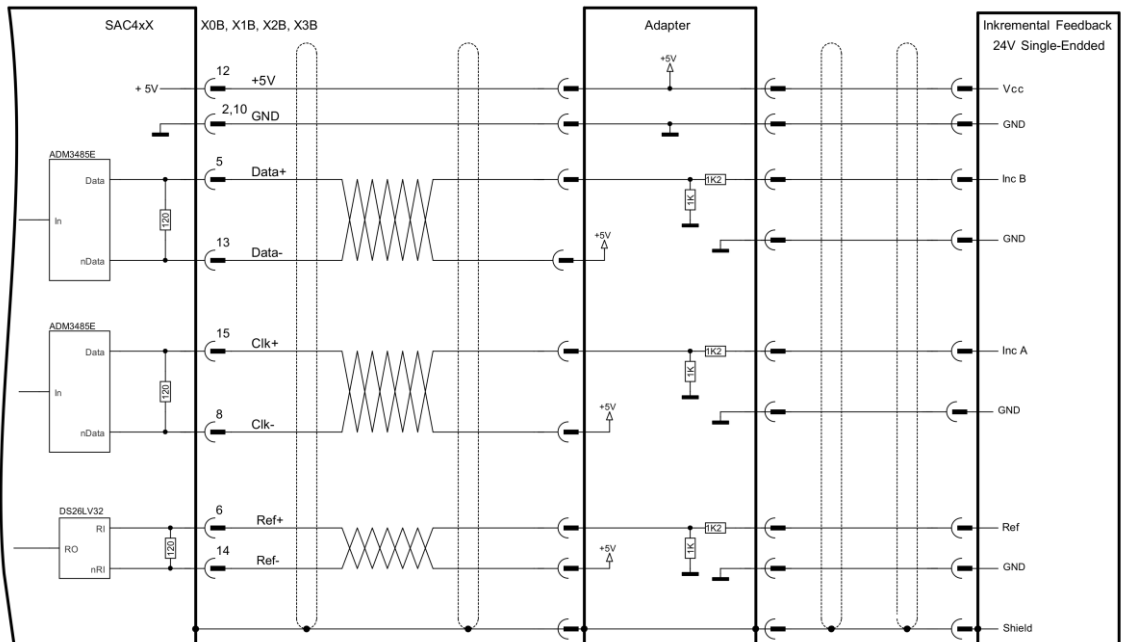 SAC4xX
X0B, X1B, X2B, X3B
Adapter
Inkremental Feedback
24V Single-Endded
+ 5V
12
+5V
+5V
Vcc
2,10
GND
GND
ADM3485E
Data
In
nData
120
5
Data+
1K2
1K
Inc B
13
Data-
+5V
GND
ADM3485E
Data
In
nData
120
15
Clk+
1K2
1K
Inc A
8
Clk-
+5V
GND
DS26LV32
RI
RO
nRI
120
6
Ref+
1K2
1K
Ref
14
Ref-
+5V
GND
Shield